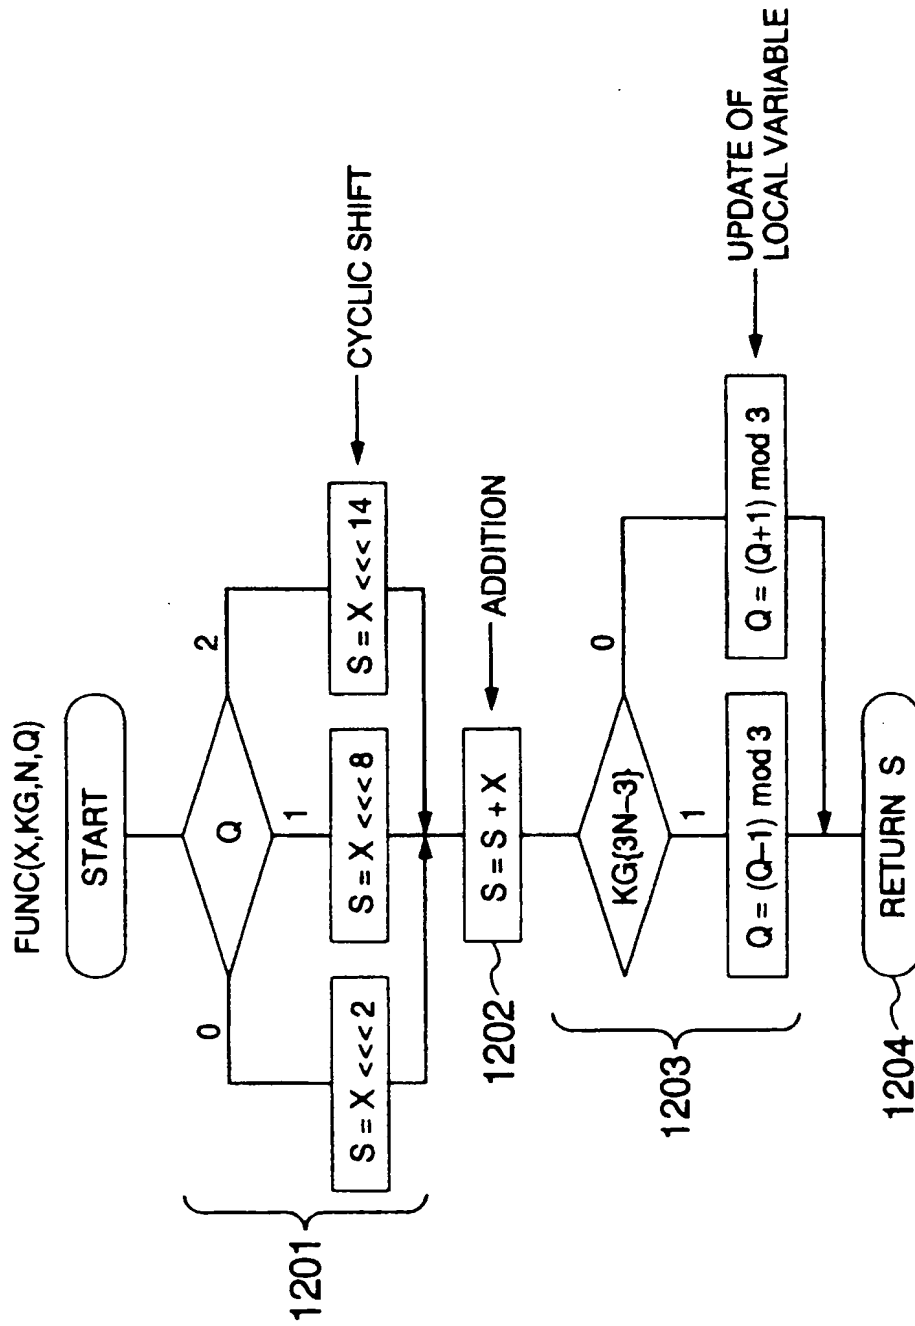 FUNC(X,KG,N,Q)
START
Q
0
1
2
S = X <<< 2
S = X <<< 8
S = X <<< 14
CYCLIC SHIFT
1201
S = S + X
ADDITION
1202
KG{3N−3}
1
0
Q = (Q−1) mod 3
Q = (Q+1) mod 3
UPDATE OF
LOCAL VARIABLE
1203
RETURN S
1204